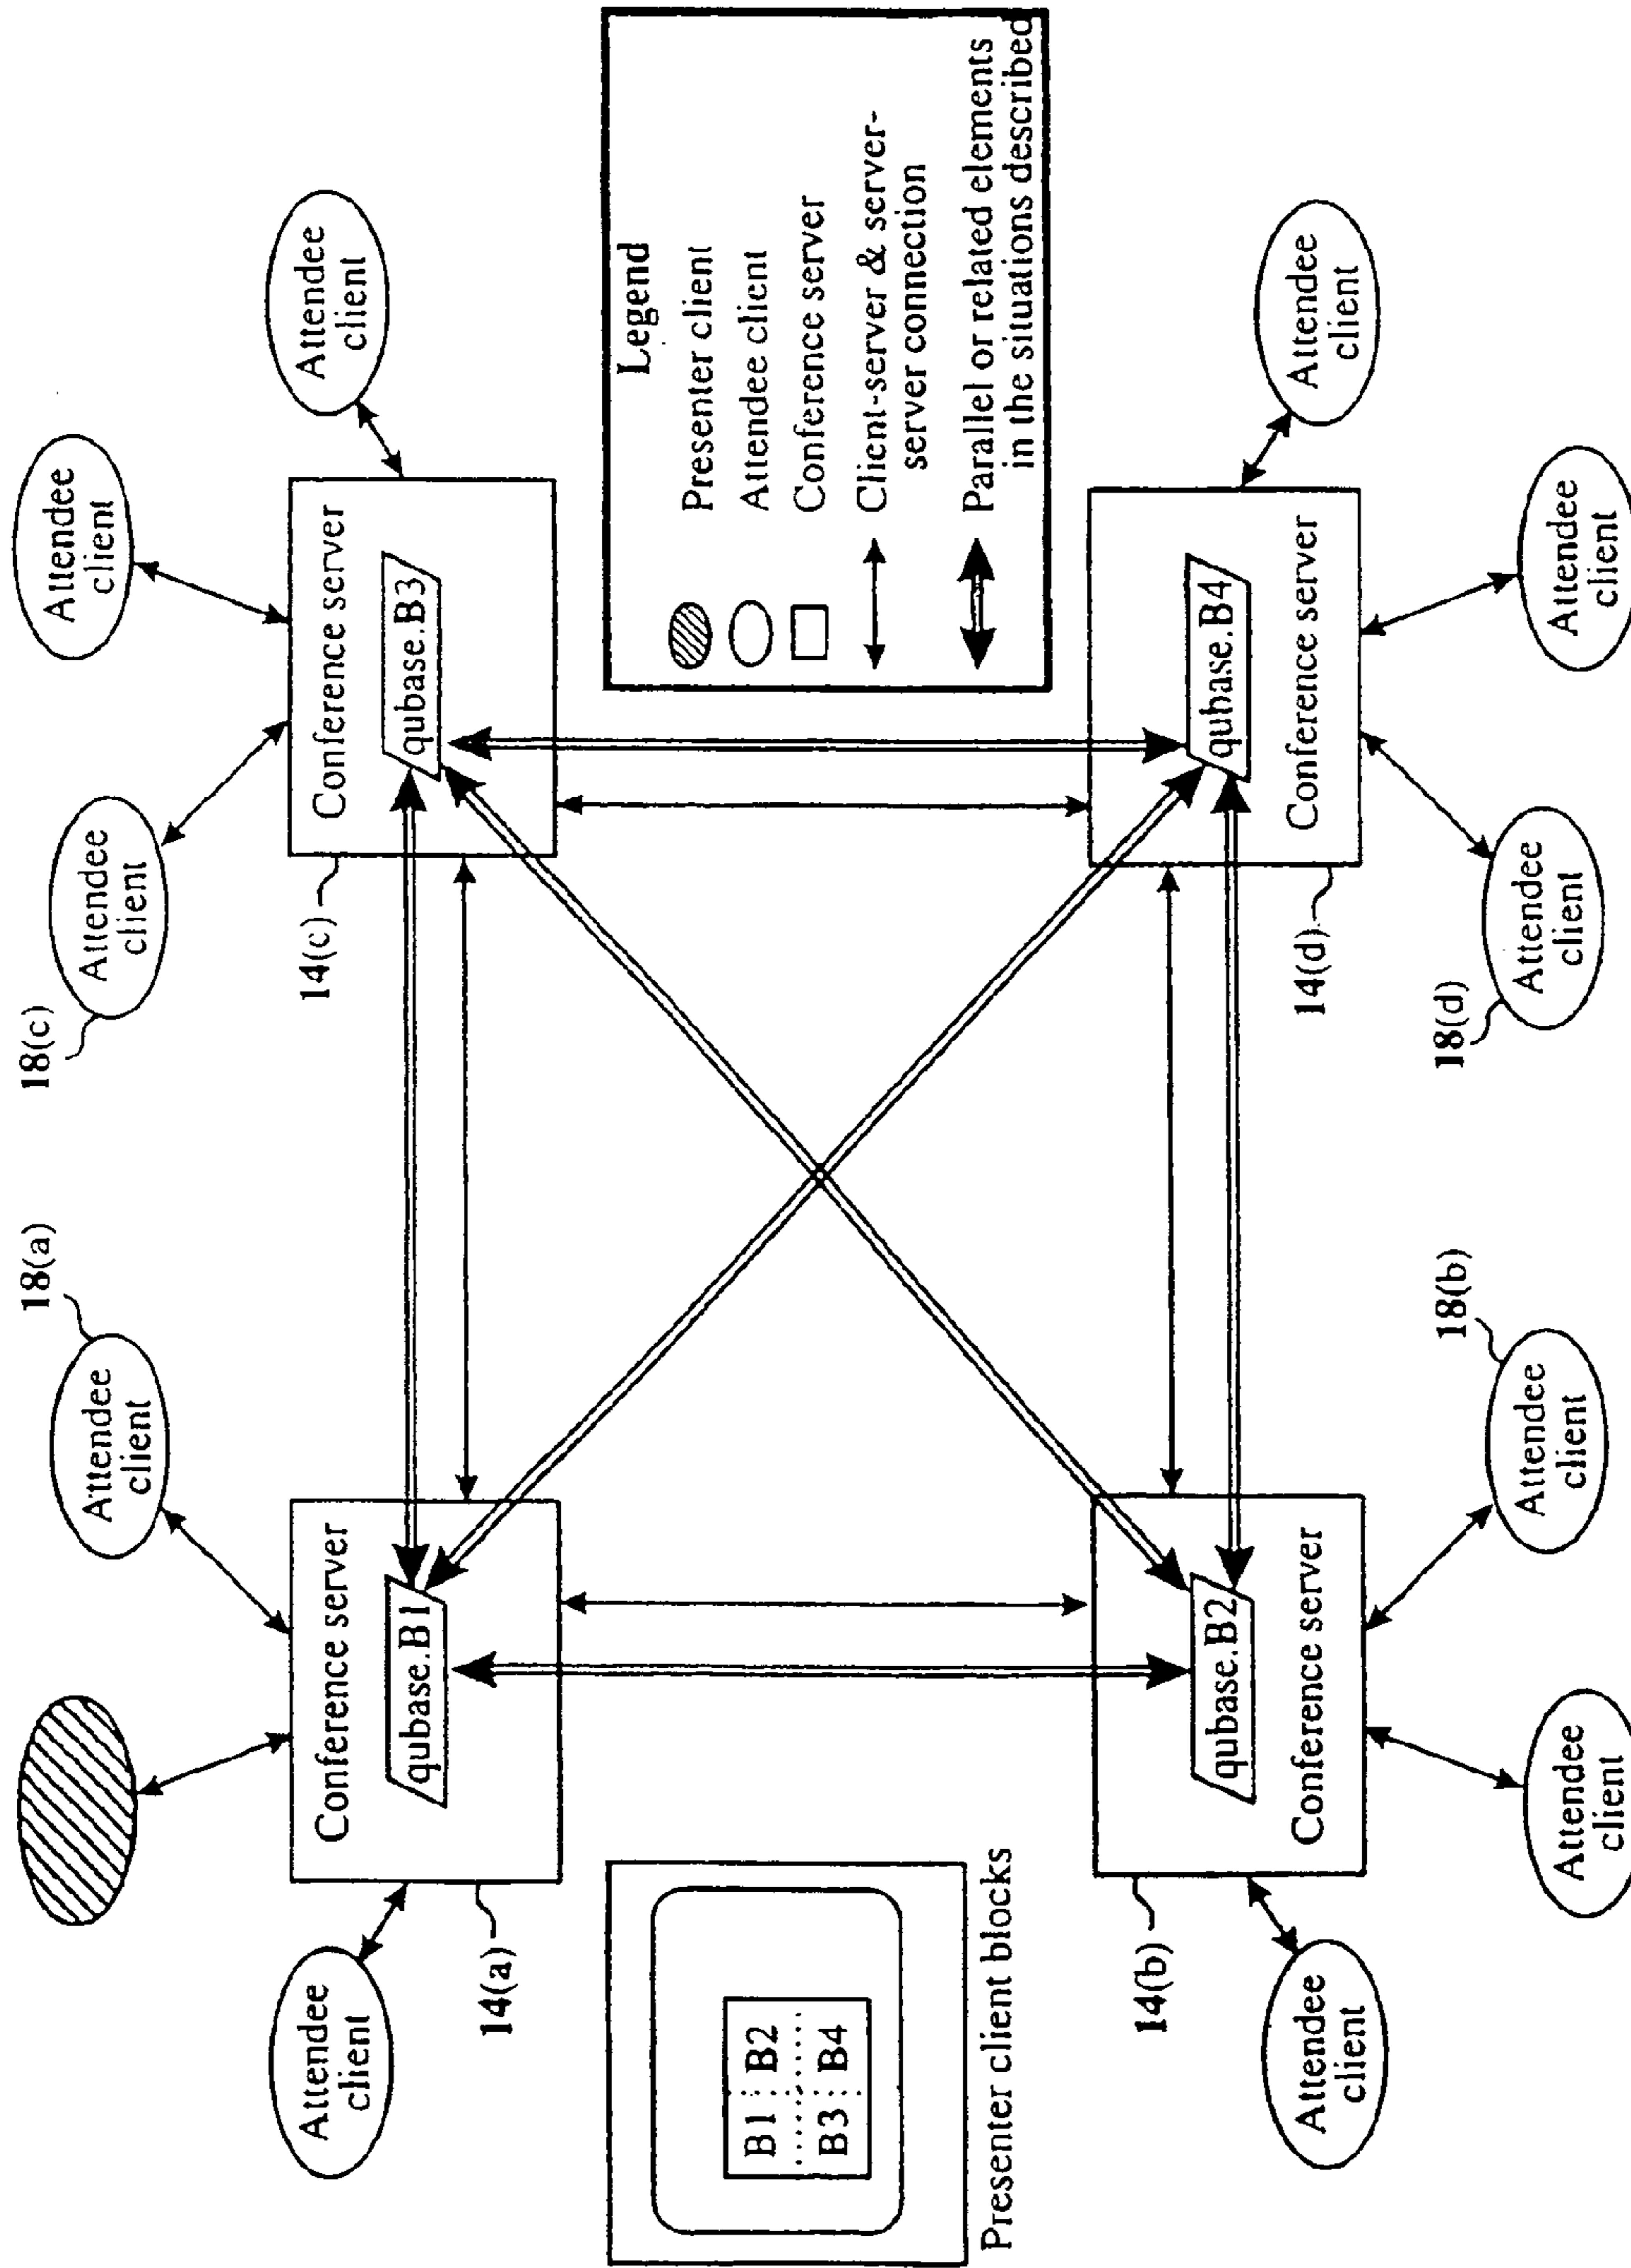 18(a)
18(c)
Attendee
client
Attendee
client
Attendee
client
Attendee
client
Attendee
client
Conference server
qubase.B1
14(a)
14(c)
Conference server
qubase.B3
B1
B2
B3
B4
Presenter client blocks
Legend
Presenter client
Attendee client
Conference server
Client-server & server-
server connection
Parallel or related elements
in the situations described
14(b)
qubase.B2
Conference server
14(d)
qubase.B4
Conference server
Attendee
client
Attendee
client
18(b)
18(d)
Attendee
client
Attendee
client
Attendee
client
Attendee
client